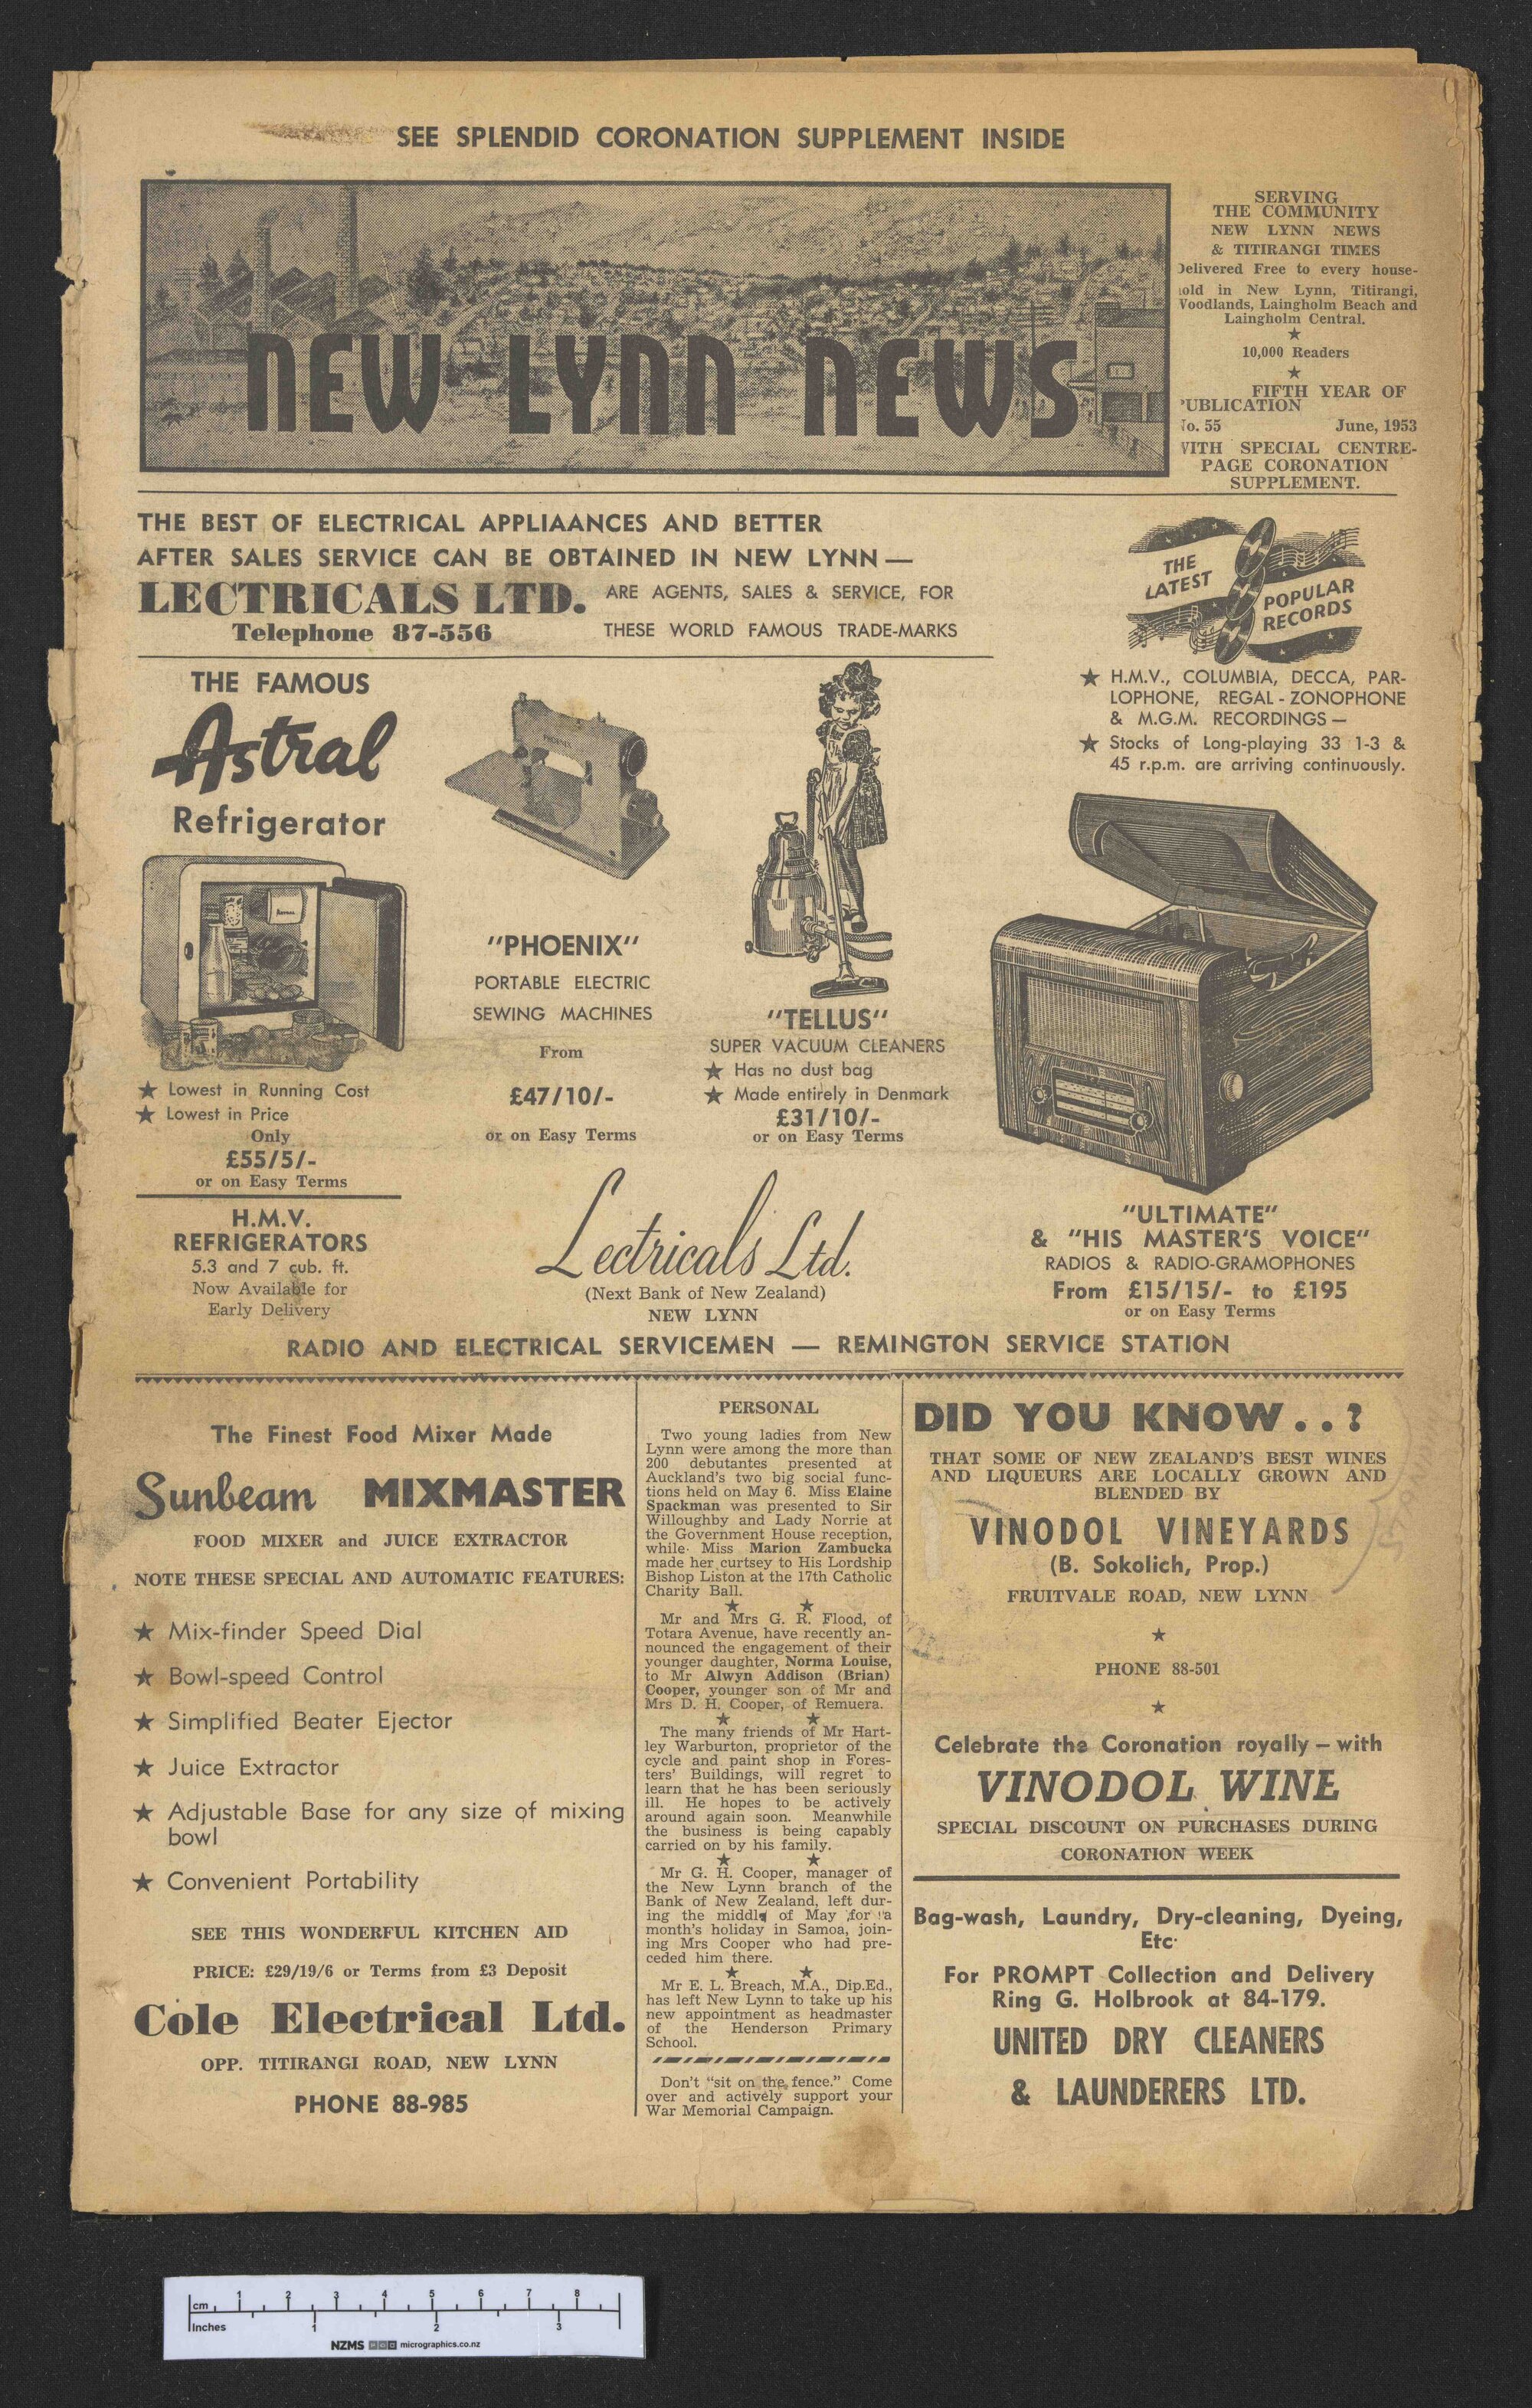 SEE SPLENDID CORONATION SUPPLEMENT INSIDE
NEW LYNN NEWS
SERVING
THE COMMUNITY
NEW LYNN NEWS
& TITIRANGI TIMES
Delivered Free to every house-
hold in New Lynn, Titirangi,
Woodlands, Laingholm Beach and
Laingholm Central.
★
10,000 Readers
★
FIFTH YEAR OF
PUBLICATION
No. 55 June, 1953
WITH SPECIAL CENTRE-
PAGE CORONATION
SUPPLEMENT.
THE BEST OF ELECTRICAL APPLIAANCES AND BETTER
AFTER SALES SERVICE CAN BE OBTAINED IN NEW LYNN —
LECTRICALS LTD. ARE AGENTS, SALES & SERVICE, FOR
Telephone 87-556 THESE WORLD FAMOUS TRADE-MARKS
THE FAMOUS
Astral
Refrigerator
★ Lowest in Running Cost
★ Lowest in Price
Only
£55/5/-
or on Easy Terms
H.M.V.
REFRIGERATORS
5.3 and 7 cub. ft.
Now Available for
Early Delivery
PHOENIX
"PHOENIX"
PORTABLE ELECTRIC
SEWING MACHINES
From
£47/10/-
or on Easy Terms
"TELLUS"
SUPER VACUUM CLEANERS
★ Has no dust bag
★ Made entirely in Denmark
£31/10/-
or on Easy Terms
THE
LATEST
POPULAR
RECORDS
★ H.M.V., COLUMBIA, DECCA, PAR-
LOPHONE, REGAL - ZONOPHONE
& M.G.M. RECORDINGS —
★ Stocks of Long-playing 33 1-3 &
45 r.p.m. are arriving continuously.
"ULTIMATE"
& "HIS MASTER'S VOICE"
RADIOS & RADIO-GRAMOPHONES
From £15/15/- to £195
or on Easy Terms
Lectricals Ltd.
(Next Bank of New Zealand)
NEW LYNN
RADIO AND ELECTRICAL SERVICEMEN — REMINGTON SERVICE STATION
The Finest Food Mixer Made
Sunbeam MIXMASTER
FOOD MIXER and JUICE EXTRACTOR
NOTE THESE SPECIAL AND AUTOMATIC FEATURES:
★ Mix-finder Speed Dial
★ Bowl-speed Control
★ Simplified Beater Ejector
★ Juice Extractor
★ Adjustable Base for any size of mixing
bowl
★ Convenient Portability
SEE THIS WONDERFUL KITCHEN AID
PRICE: £29/19/6 or Terms from £3 Deposit
Cole Electrical Ltd.
OPP. TITIRANGI ROAD, NEW LYNN
PHONE 88-985
PERSONAL
Two young ladies from New
Lynn were among the more than
200 debutantes presented at
Auckland's two big social func-
tions held on May 6. Miss Elaine
Spackman was presented to Sir
Willoughby and Lady Norrie at
the Government House reception,
while Miss Marion Zambucka
made her curtsey to His Lordship
Bishop Liston at the 17th Catholic
Charity Ball.
★ ★
Mr and Mrs G. R. Flood, of
Totara Avenue, have recently an-
nounced the engagement of their
younger daughter, Norma Louise,
to Mr Alwyn Addison (Brian)
Cooper, younger son of Mr and
Mrs D. H. Cooper, of Remuera.
★ ★
The many friends of Mr Hart-
ley Warburton, proprietor of the
cycle and paint shop in Fores-
ters' Buildings, will regret to
learn that he has been seriously
ill. He hopes to be actively
around again soon. Meanwhile
the business is being capably
carried on by his family.
★ ★
Mr G. H. Cooper, manager of
the New Lynn branch of the
Bank of New Zealand, left dur-
ing the middle of May for a
month's holiday in Samoa, join-
ing Mrs Cooper who had pre-
ceded him there.
★ ★
Mr E. L. Breach, M.A., Dip.Ed.,
has left New Lynn to take up his
new appointment as headmaster
of the Henderson Primary
School.
Don't "sit on the fence." Come
over and actively support your
War Memorial Campaign.
DID YOU KNOW . . ?
THAT SOME OF NEW ZEALAND'S BEST WINES
AND LIQUEURS ARE LOCALLY GROWN AND
BLENDED BY
VINODOL VINEYARDS
(B. Sokolich, Prop.)
FRUITVALE ROAD, NEW LYNN
★
PHONE 88-501
★
Celebrate the Coronation royally — with
VINODOL WINE
SPECIAL DISCOUNT ON PURCHASES DURING
CORONATION WEEK
Bag-wash, Laundry, Dry-cleaning, Dyeing,
Etc.
For PROMPT Collection and Delivery
Ring G. Holbrook at 84-179.
UNITED DRY CLEANERS
& LAUNDERERS LTD.
cm 1 2 3 4 5 6 7 8
Inches 1 2 3
NZMS micrographics.co.nz